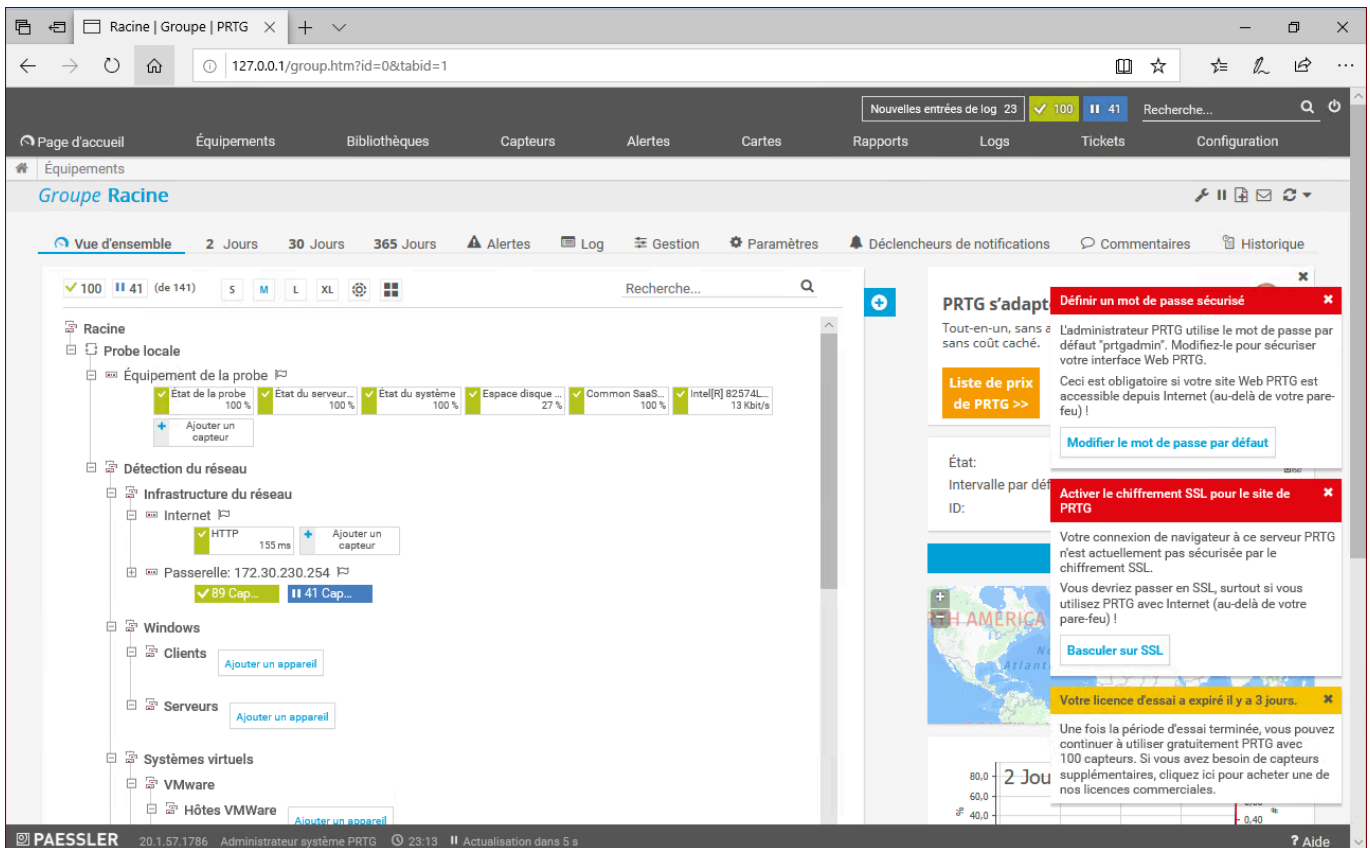 Racine | Groupe | PRTG
127.0.0.1/group.htm?id=0&tabid=1
Nouvelles entrées de log 23
100
41
Recherche...
Page d'accueil
Équipements
Bibliothèques
Capteurs
Alertes
Cartes
Rapports
Logs
Tickets
Configuration
Équipements
Groupe Racine
Vue d'ensemble
2 Jours
30 Jours
365 Jours
Alertes
Log
Gestion
Paramètres
Déclencheurs de notifications
Commentaires
Historique
100 41 (de 141)
S M L XL
Recherche...
Racine
Probe locale
Équipement de la probe
État de la probe
100 %
État du serveur...
100 %
État du système
100 %
Espace disque ...
27 %
Common SaaS...
100 %
Intel[R] 82574L...
13 Kbit/s
Ajouter un
capteur
Détection du réseau
Infrastructure du réseau
Internet
HTTP
155 ms
Ajouter un
capteur
Passerelle: 172.30.230.254
89 Cap...
41 Cap...
Windows
Clients
Ajouter un appareil
Serveurs
Ajouter un appareil
Systèmes virtuels
VMware
Hôtes VMWare
Ajouter un appareil
PRTG s'adapt
Tout-en-un, sans a
sans coût caché.
Liste de prix
de PRTG >>
État:
Intervalle par déf
ID:
TH AMERICA
Atlant
2 Jou
80,0
60,0
40,0
%
%
0,40
Définir un mot de passe sécurisé
L'administrateur PRTG utilise le mot de passe par
défaut "prtgadmin". Modifiez-le pour sécuriser
votre interface Web PRTG.
Ceci est obligatoire si votre site Web PRTG est
accessible depuis Internet (au-delà de votre pare-
feu) !
Modifier le mot de passe par défaut
Activer le chiffrement SSL pour le site de
PRTG
Votre connexion de navigateur à ce serveur PRTG
n'est actuellement pas sécurisée par le
chiffrement SSL.
Vous devriez passer en SSL, surtout si vous
utilisez PRTG avec Internet (au-delà de votre
pare-feu) !
Basculer sur SSL
Votre licence d'essai a expiré il y a 3 jours.
Une fois la période d'essai terminée, vous pouvez
continuer à utiliser gratuitement PRTG avec
100 capteurs. Si vous avez besoin de capteurs
supplémentaires, cliquez ici pour acheter une de
nos licences commerciales.
PAESSLER
20.1.57.1786
Administrateur système PRTG
23:13
Actualisation dans 5 s
? Aide